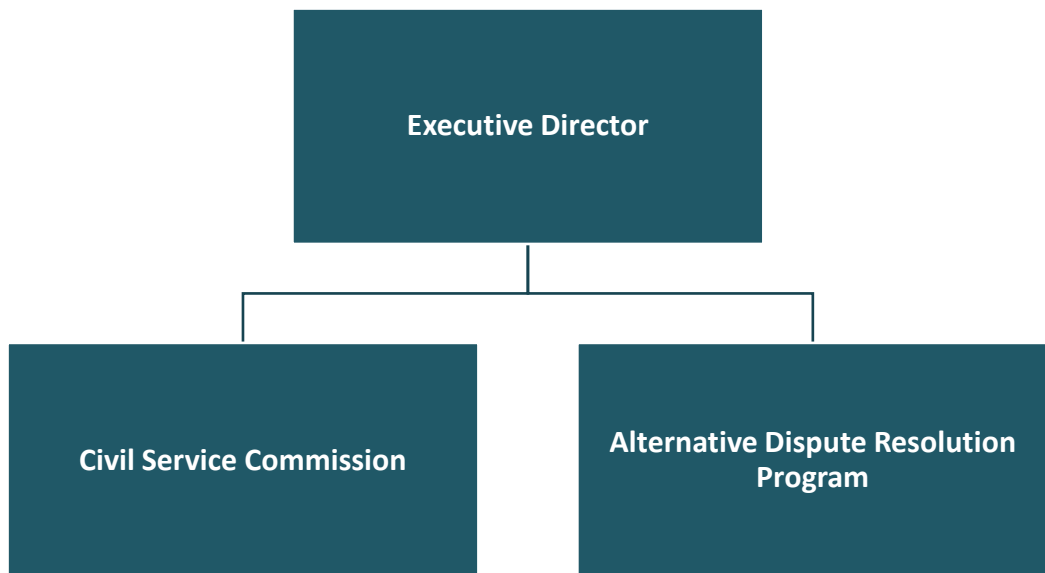 Executive Director
Civil Service Commission
Alternative Dispute Resolution
Program